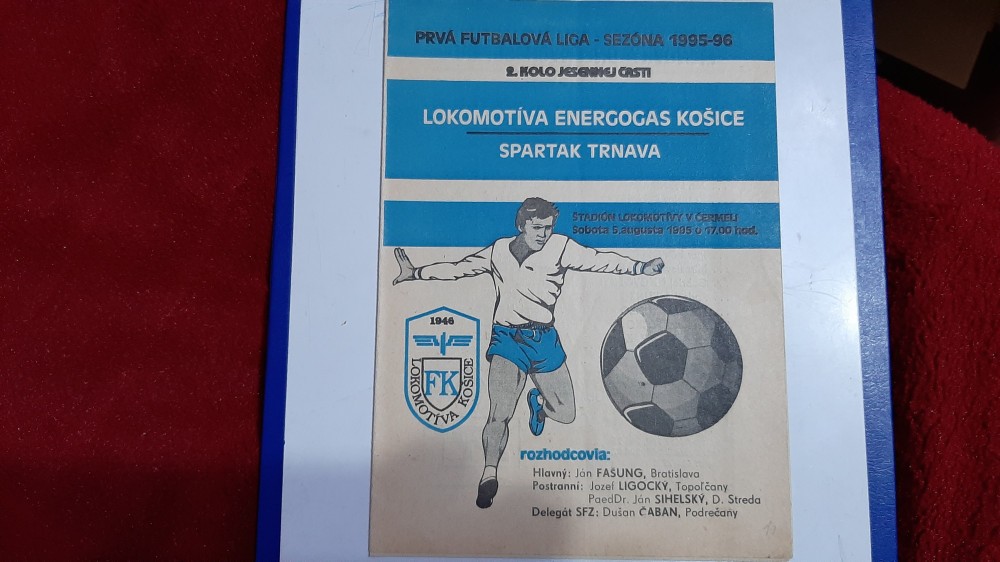 PRVÁ FUTBALOVÁ LIGA - SEZÓNA 1995-96
2. KOLO JESENNEJ ČASTI
LOKOMOTÍVA ENERGOGAS KOŠICE
SPARTAK TRNAVA
ŠTADIÓN LOKOMOTÍVY V ČERMELI
Sobota 5. augusta 1995 o 17,00 hod.
1946
FK
LOKOMOTÍVA KOŠICE
rozhodcovia:
Hlavný: Ján FAŠUNG, Bratislava
Postranní: Jozef LIGOCKÝ, Topoľčany
PaedDr. Ján SIHELSKÝ, D. Streda
Delegát SFZ: Dušan ČABAN, Podrečany